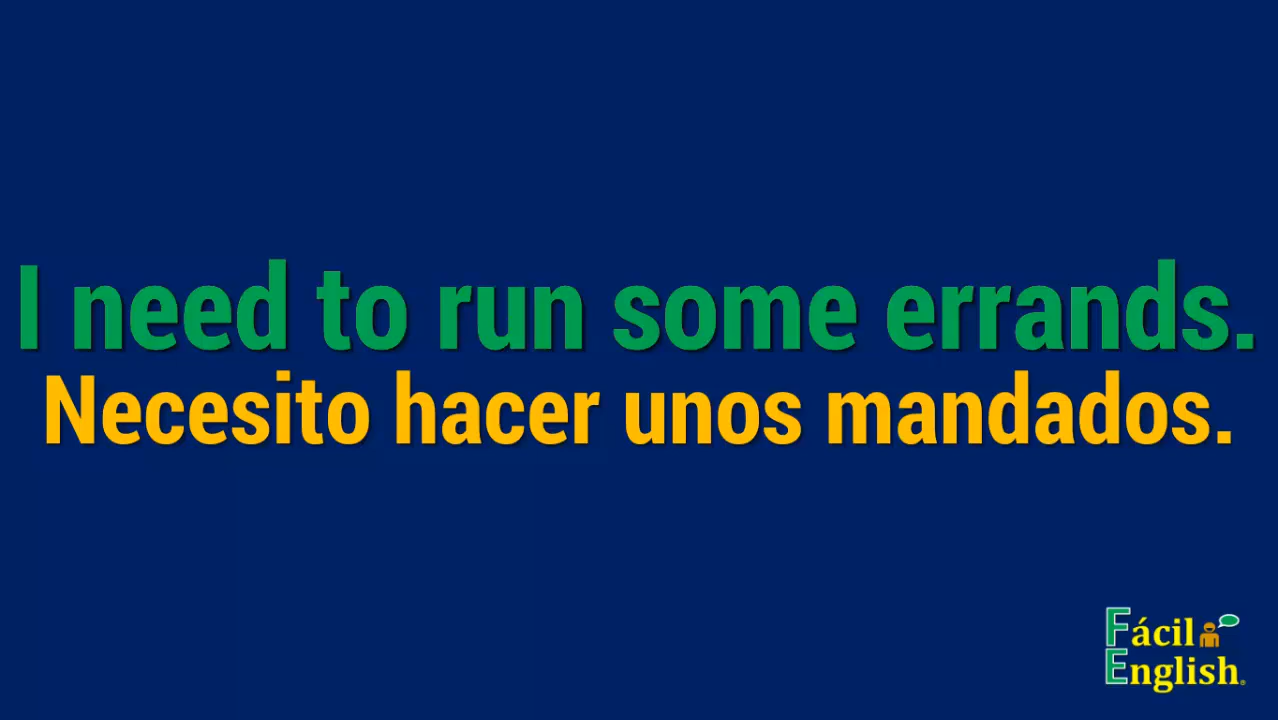 I need to run some errands.
Necesito hacer unos mandados.
Fácil
English